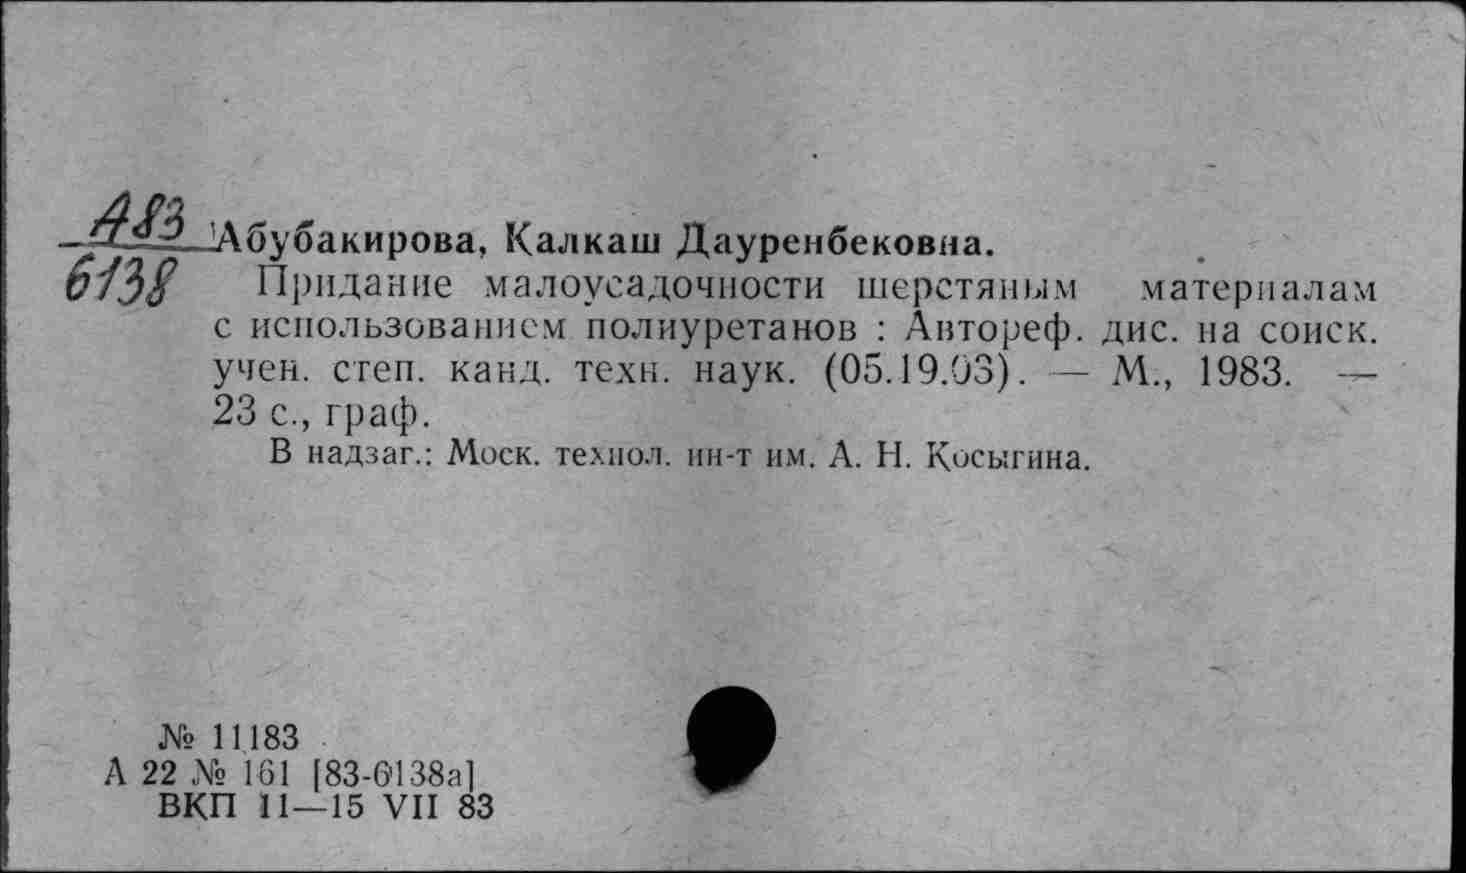 А83
6138
Абубакирова, Калкаш Дауренбековна.
Придание малоусадочности шерстяным материалам
с использованием полиуретанов : Автореф. дис. на соиск.
учен. степ. канд. техн. наук. (05.19.03). — М., 1983. —
23 с., граф.
В надзаг.: Моск. технол. ин-т им. А. Н. Косыгина.
№ 11183
А 22 № 161 [83-6138а]
ВКП 11—15 VII 83